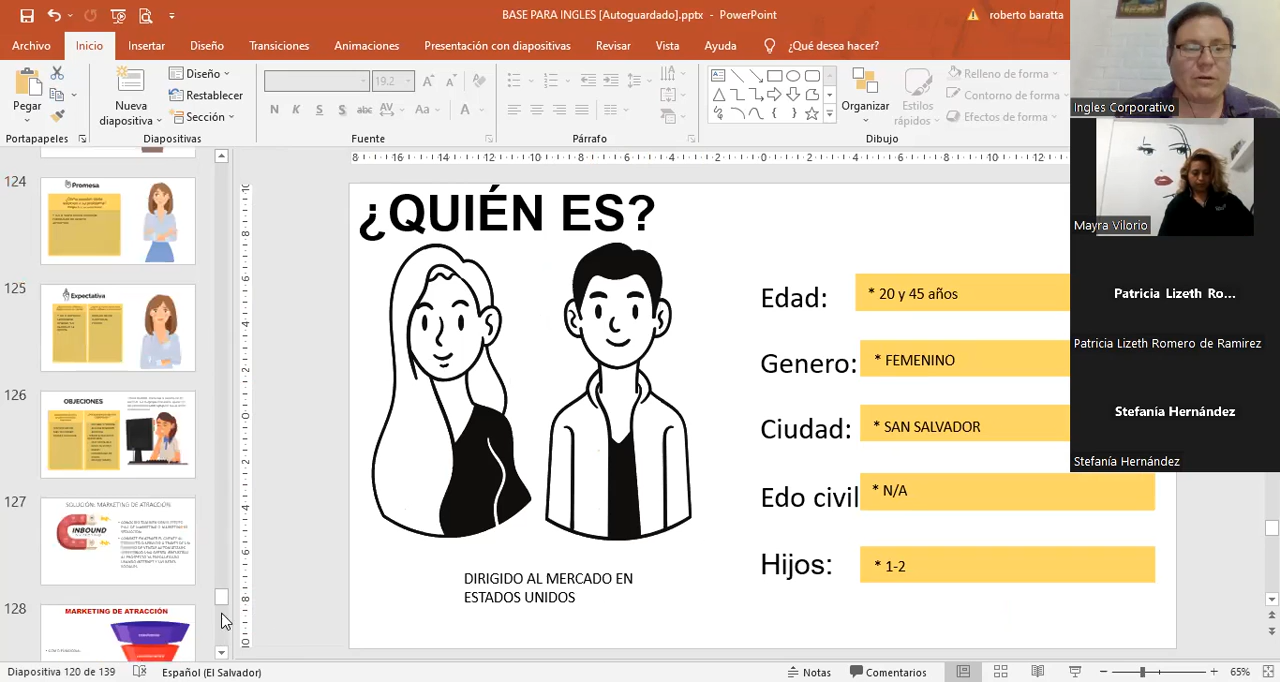 BASE PARA INGLES [Autoguardado].pptx - PowerPoint
roberto baratta
Archivo Inicio Insertar Diseño Transiciones Animaciones Presentación con diapositivas Revisar Vista Ayuda ¿Qué desea hacer?
Pegar
Portapapeles
Nueva diapositiva
Diseño
Restablecer
Sección
Diapositivas
19.2
N K S S abc AV Aa A
Fuente
Párrafo
Organizar
Estilos rápidos
Dibujo
Relleno de forma
Contorno de forma
Efectos de forma
124
Promesa
125
Expectativa
126
OBJECIONES
127
SOLUCIÓN: MARKETING DE ATRACCIÓN
INBOUND
128
MARKETING DE ATRACCIÓN
¿QUIÉN ES?
Edad: * 20 y 45 años
Genero: * FEMENINO
Ciudad: * SAN SALVADOR
Edo civil * N/A
Hijos: * 1-2
DIRIGIDO AL MERCADO EN
ESTADOS UNIDOS
Ingles Corporativo
Mayra Vilorio
Patricia Lizeth Ro...
Patricia Lizeth Romero de Ramirez
Stefanía Hernández
Stefanía Hernández
Diapositiva 120 de 139
Español (El Salvador)
Notas
Comentarios
65%